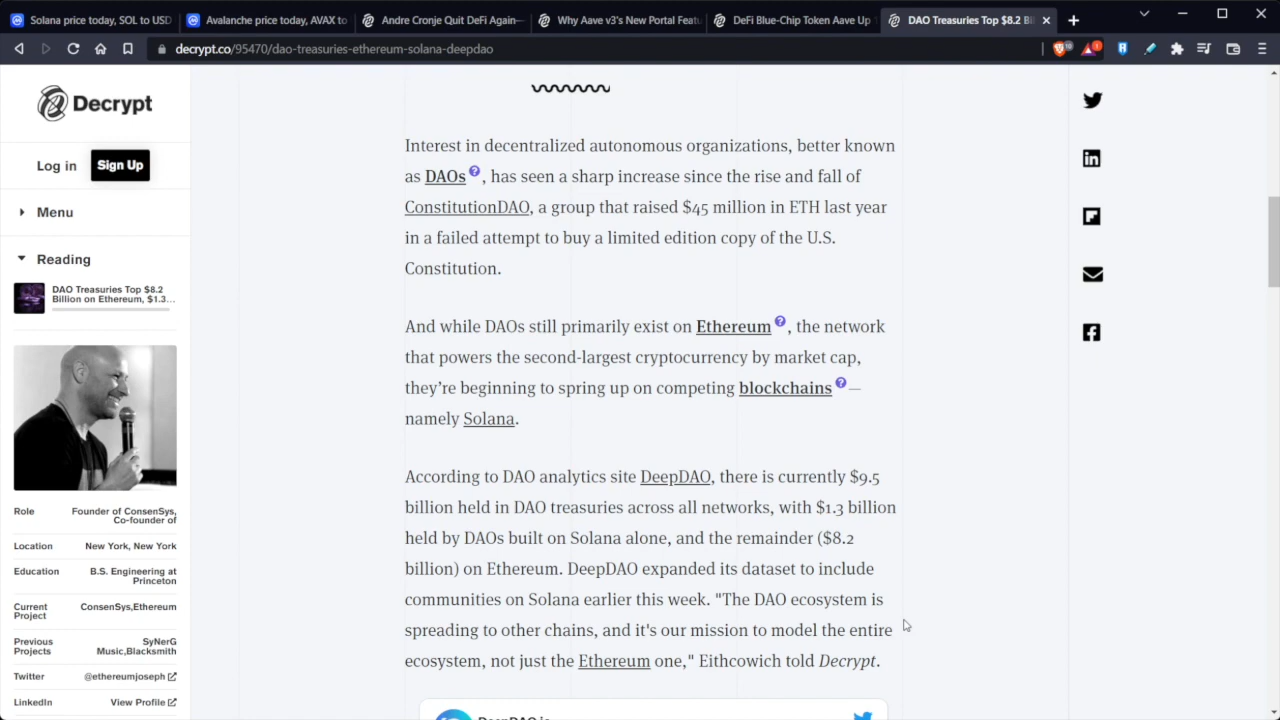 Solana price today, SOL to USD
Avalanche price today, AVAX to
Andre Cronje Quit DeFi Again—
Why Aave v3's New Portal Featu
DeFi Blue-Chip Token Aave Up
DAO Treasuries Top $8.2 Bi
decrypt.co/95470/dao-treasuries-ethereum-solana-deepdao
10
1
Decrypt
Log in
Sign Up
Menu
Reading
DAO Treasuries Top $8.2
Billion on Ethereum, $1.3...
Role
Founder of ConsenSys,
Co-founder of
Location
New York, New York
Education
B.S. Engineering at
Princeton
Current
Project
ConsenSys,Ethereum
Previous
Projects
SyNerG
Music,Blacksmith
Twitter
@ethereumjoseph
LinkedIn
View Profile
Interest in decentralized autonomous organizations, better known
as DAOs ?, has seen a sharp increase since the rise and fall of
ConstitutionDAO, a group that raised $45 million in ETH last year
in a failed attempt to buy a limited edition copy of the U.S.
Constitution.
And while DAOs still primarily exist on Ethereum ?, the network
that powers the second-largest cryptocurrency by market cap,
they're beginning to spring up on competing blockchains ?—
namely Solana.
According to DAO analytics site DeepDAO, there is currently $9.5
billion held in DAO treasuries across all networks, with $1.3 billion
held by DAOs built on Solana alone, and the remainder ($8.2
billion) on Ethereum. DeepDAO expanded its dataset to include
communities on Solana earlier this week. "The DAO ecosystem is
spreading to other chains, and it's our mission to model the entire
ecosystem, not just the Ethereum one," Eithcowich told Decrypt.
DeepDAO.io